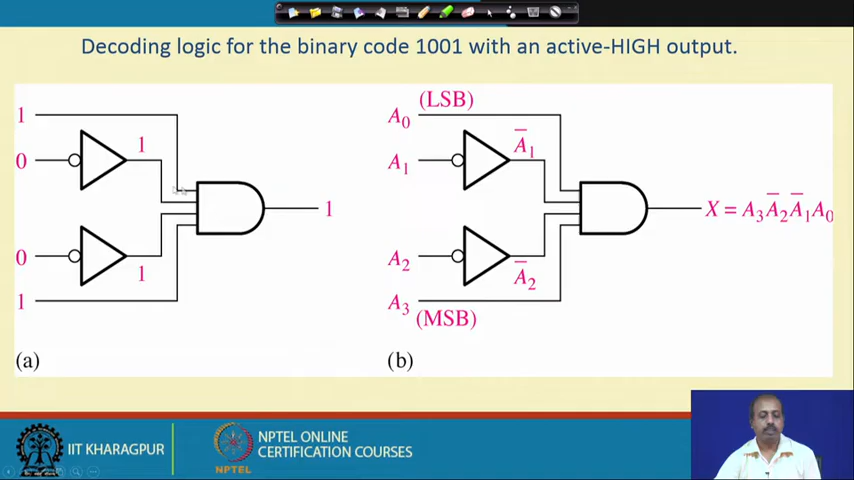 Decoding logic for the binary code 1001 with an active-HIGH output.
1
0
1
0
1
1
1
(a)
(LSB)
A₀
A₁
A̅₁
A₂
A̅₂
A₃
(MSB)
X = A₃A̅₂A̅₁A₀
(b)
IIT KHARAGPUR
NPTEL
NPTEL ONLINE
CERTIFICATION COURSES